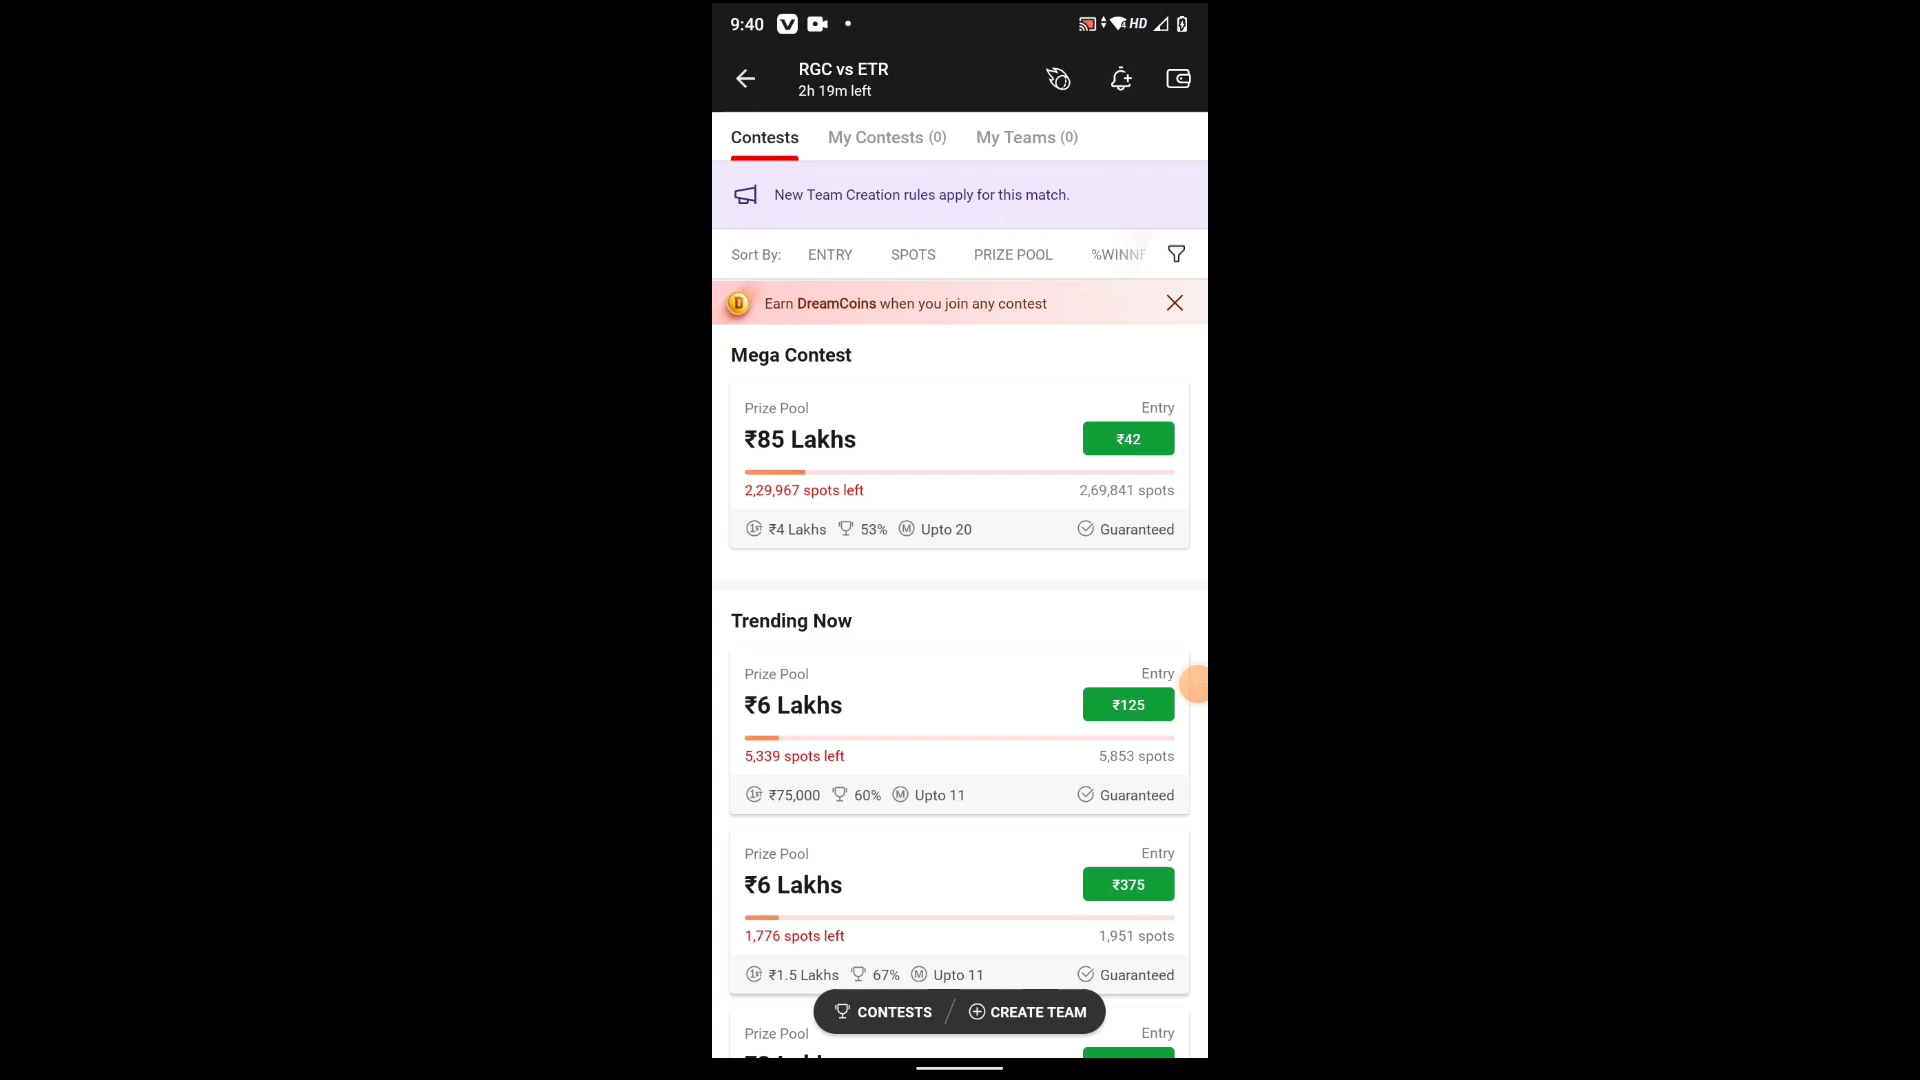 9:40
HD
RGC vs ETR
2h 19m left
Contests My Contests (0) My Teams (0)
New Team Creation rules apply for this match.
Sort By: ENTRY SPOTS PRIZE POOL %WINNE
Earn DreamCoins when you join any contest
Mega Contest
Prize Pool Entry
₹85 Lakhs ₹42
2,29,967 spots left 2,69,841 spots
1st ₹4 Lakhs 53% M Upto 20 Guaranteed
Trending Now
Prize Pool Entry
₹6 Lakhs ₹125
5,339 spots left 5,853 spots
1st ₹75,000 60% M Upto 11 Guaranteed
Prize Pool Entry
₹6 Lakhs ₹375
1,776 spots left 1,951 spots
1st ₹1.5 Lakhs 67% M Upto 11 Guaranteed
CONTESTS CREATE TEAM
Prize Pool Entry